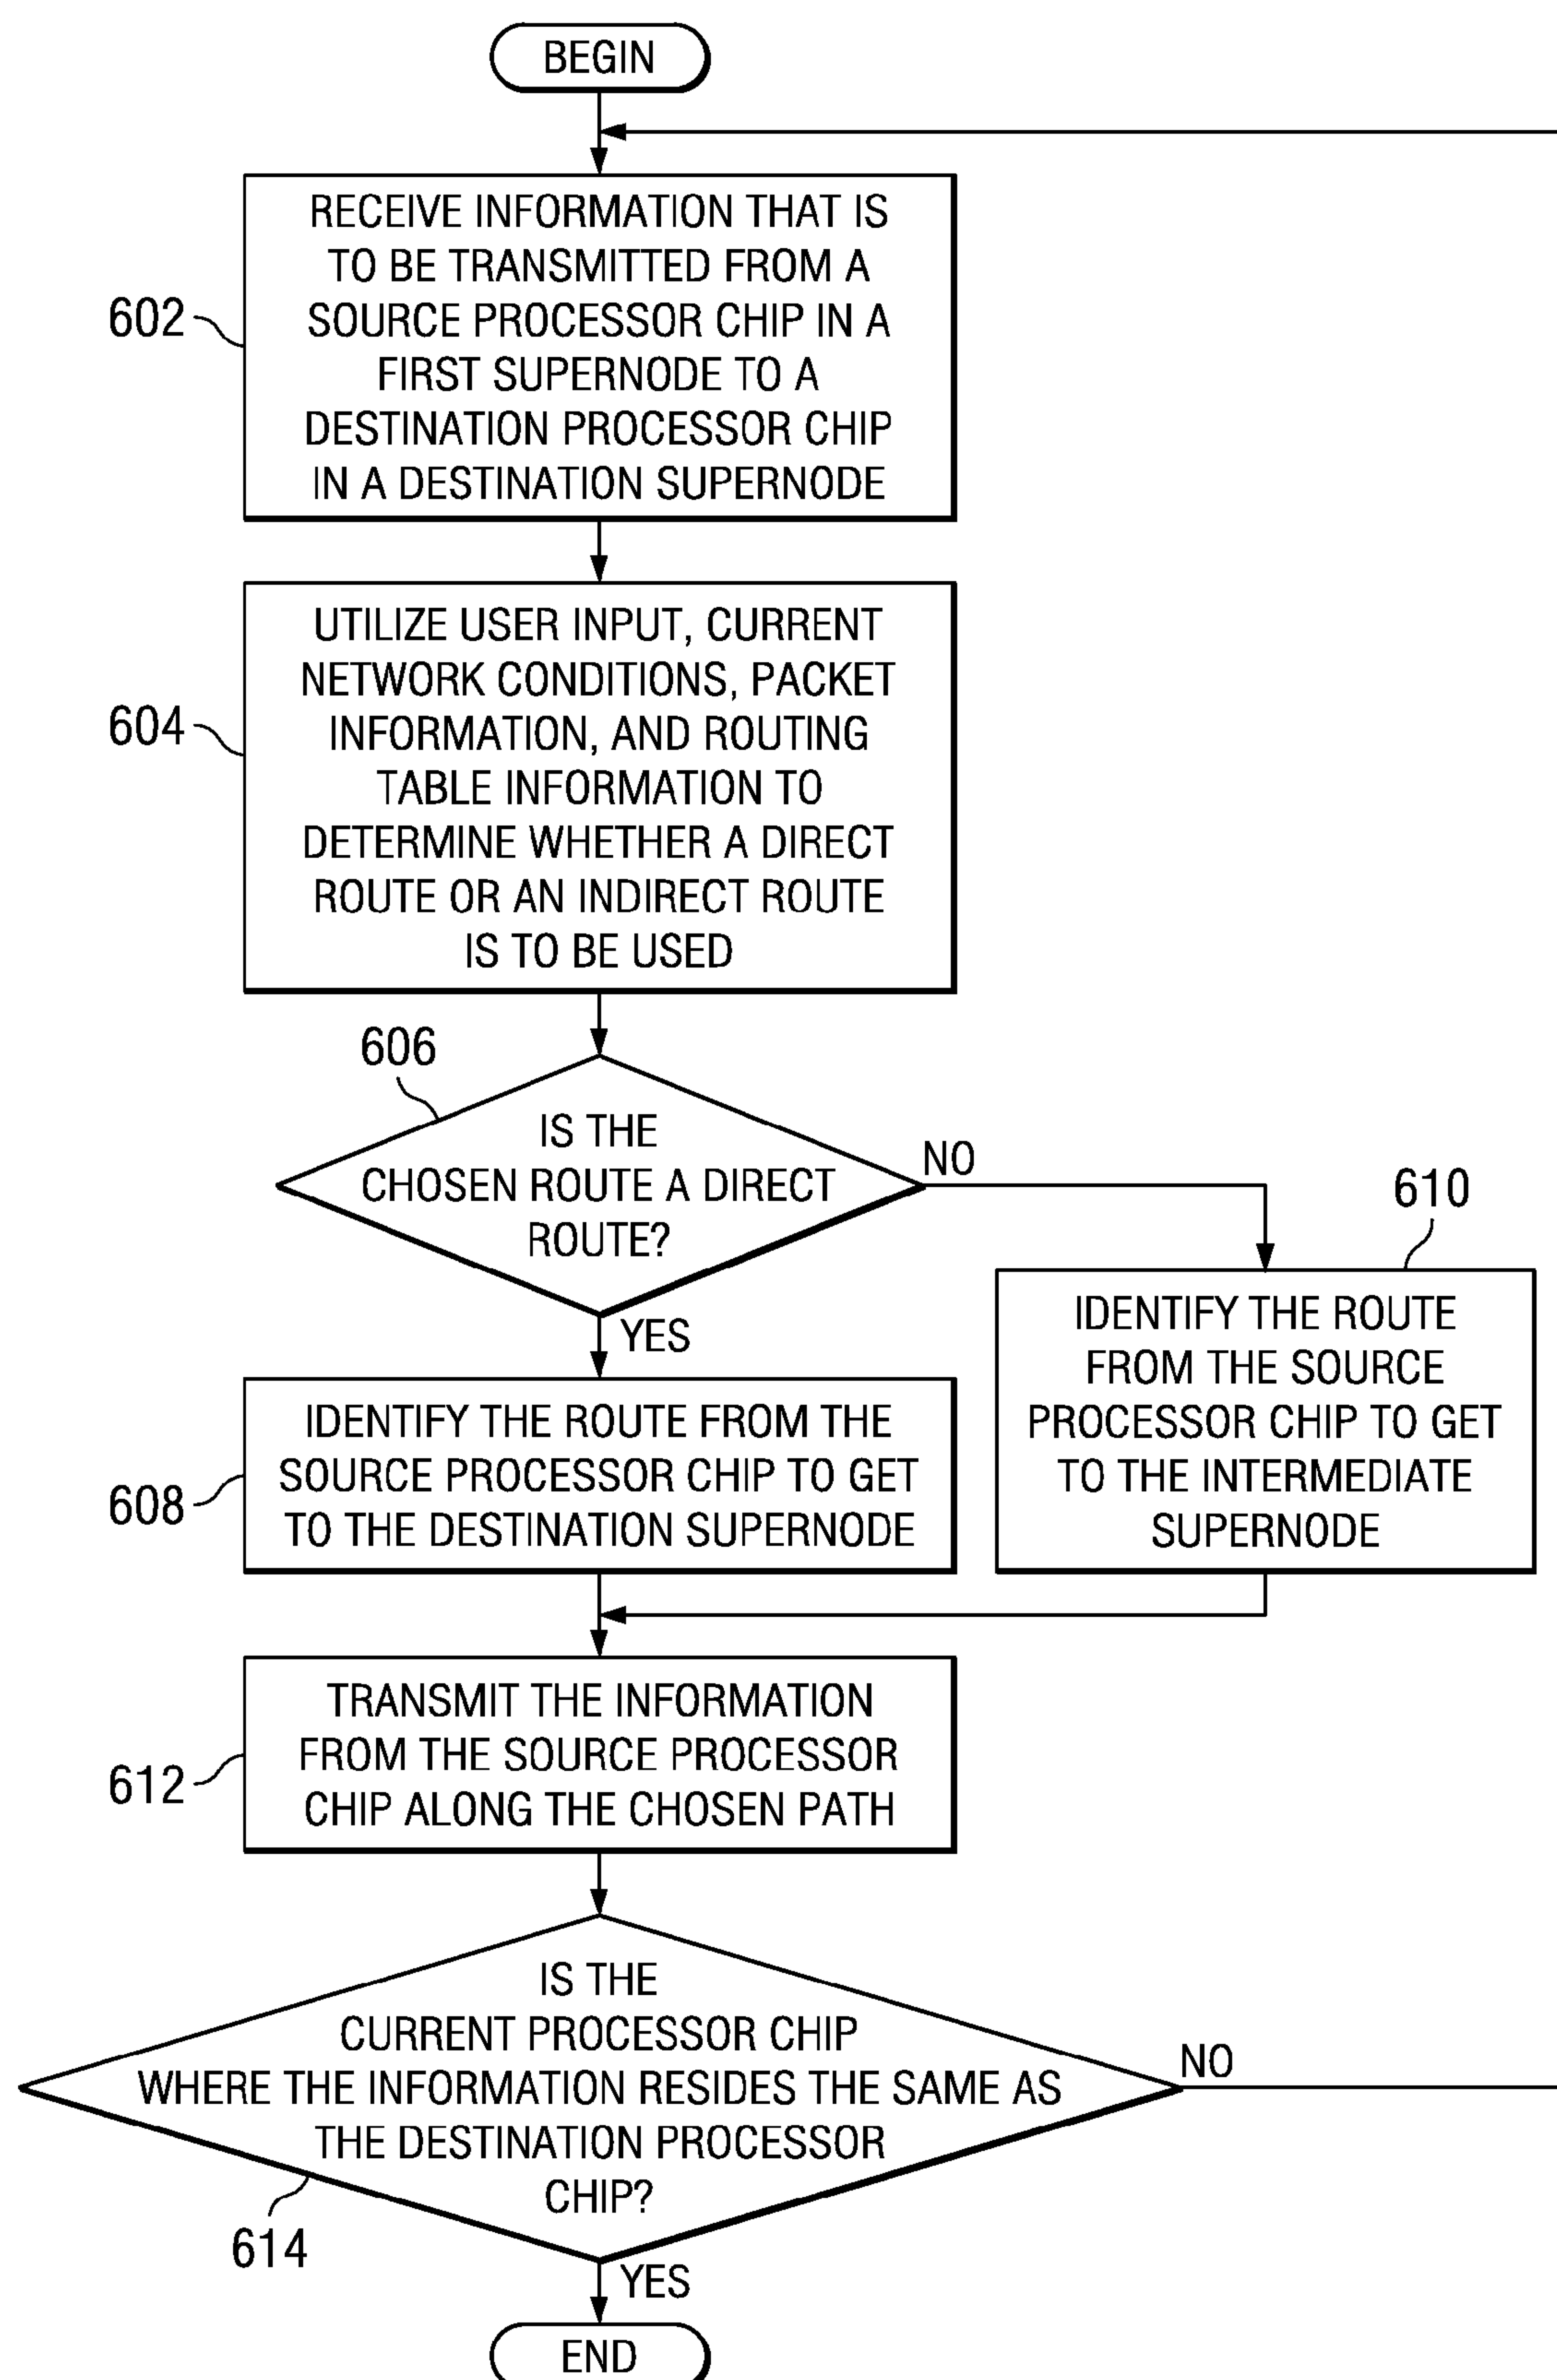 BEGIN
RECEIVE INFORMATION THAT IS
TO BE TRANSMITTED FROM A
SOURCE PROCESSOR CHIP IN A
FIRST SUPERNODE TO A
DESTINATION PROCESSOR CHIP
IN A DESTINATION SUPERNODE
602
UTILIZE USER INPUT, CURRENT
NETWORK CONDITIONS, PACKET
INFORMATION, AND ROUTING
TABLE INFORMATION TO
DETERMINE WHETHER A DIRECT
ROUTE OR AN INDIRECT ROUTE
IS TO BE USED
604
606
IS THE
CHOSEN ROUTE A DIRECT
ROUTE?
NO
YES
610
IDENTIFY THE ROUTE
FROM THE SOURCE
PROCESSOR CHIP TO GET
TO THE INTERMEDIATE
SUPERNODE
IDENTIFY THE ROUTE FROM THE
SOURCE PROCESSOR CHIP TO GET
TO THE DESTINATION SUPERNODE
608
TRANSMIT THE INFORMATION
FROM THE SOURCE PROCESSOR
CHIP ALONG THE CHOSEN PATH
612
IS THE
CURRENT PROCESSOR CHIP
WHERE THE INFORMATION RESIDES THE SAME AS
THE DESTINATION PROCESSOR
CHIP?
NO
614
YES
END